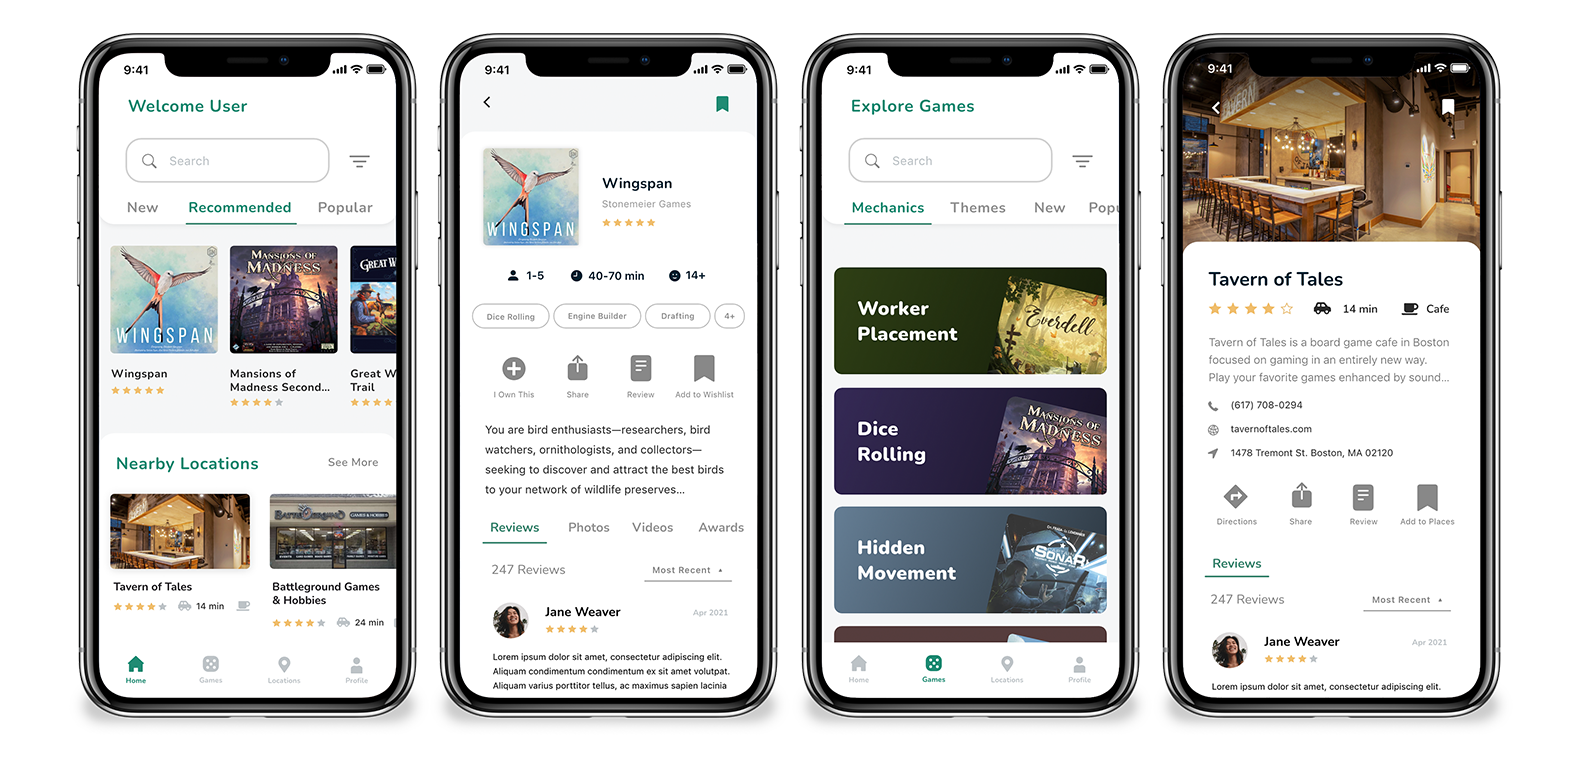 9:41
Welcome User
Search
New
Recommended
Popular
WINGSPAN
MANSIONS OF MADNESS
GREAT W
Wingspan
Mansions of
Madness Second...
Great W
Trail
Nearby Locations
See More
TAVERN
BATTLEGROUND
GAMES & HOBBIES
Tavern of Tales
14 min
Battleground Games
& Hobbies
24 min
Home
Games
Locations
Profile
9:41
WINGSPAN
Wingspan
Stonemeier Games
1-5
40-70 min
14+
Dice Rolling
Engine Builder
Drafting
4+
I Own This
Share
Review
Add to Wishlist
You are bird enthusiasts—researchers, bird
watchers, ornithologists, and collectors—
seeking to discover and attract the best birds
to your network of wildlife preserves...
Reviews
Photos
Videos
Awards
247 Reviews
Most Recent
Jane Weaver
Apr 2021
Lorem ipsum dolor sit amet, consectetur adipiscing elit.
Aliquam condimentum condimentum ex sit amet volutpat.
Aliquam varius porttitor tellus, ac maximus sapien lacinia
9:41
Explore Games
Search
Mechanics
Themes
New
Popu
Worker
Placement
Everdell
Dice
Rolling
MANSIONS OF MADNESS
Hidden
Movement
SONAR
Home
Games
Locations
Profile
9:41
TAVERN
Tavern of Tales
14 min
Cafe
Tavern of Tales is a board game cafe in Boston
focused on gaming in an entirely new way.
Play your favorite games enhanced by sound...
(617) 708-0294
tavernoftales.com
1478 Tremont St. Boston, MA 02120
Directions
Share
Review
Add to Places
Reviews
247 Reviews
Most Recent
Jane Weaver
Apr 2021
Lorem ipsum dolor sit amet, consectetur adipiscing elit.